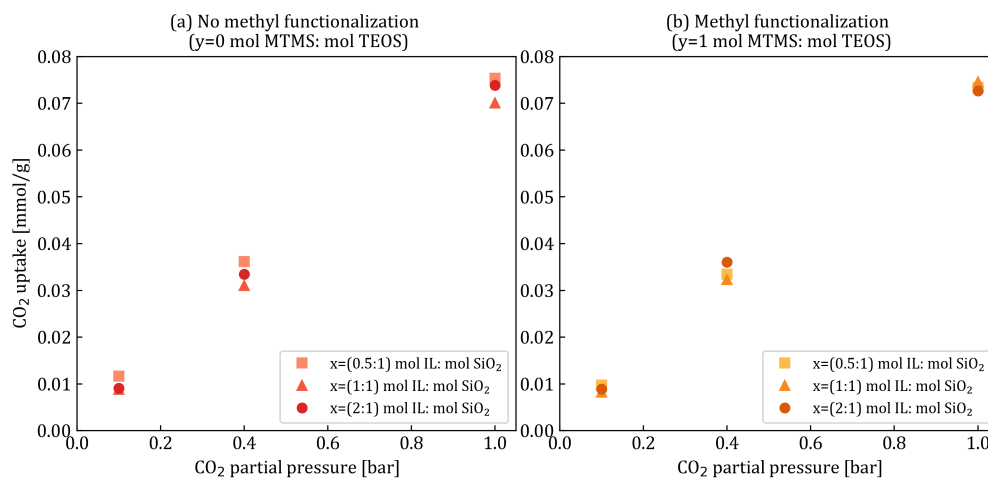 (a) No methyl functionalization
(y=0 mol MTMS: mol TEOS)
(b) Methyl functionalization
(y=1 mol MTMS: mol TEOS)
CO₂ uptake [mmol/g]
0.08
0.07
0.06
0.05
0.04
0.03
0.02
0.01
0.00
x=(0.5:1) mol IL: mol SiO₂
x=(1:1) mol IL: mol SiO₂
x=(2:1) mol IL: mol SiO₂
0.0 0.2 0.4 0.6 0.8 1.0
CO₂ partial pressure [bar]
0.08
0.07
0.06
0.05
0.04
0.03
0.02
0.01
0.00
x=(0.5:1) mol IL: mol SiO₂
x=(1:1) mol IL: mol SiO₂
x=(2:1) mol IL: mol SiO₂
0.0 0.2 0.4 0.6 0.8 1.0
CO₂ partial pressure [bar]